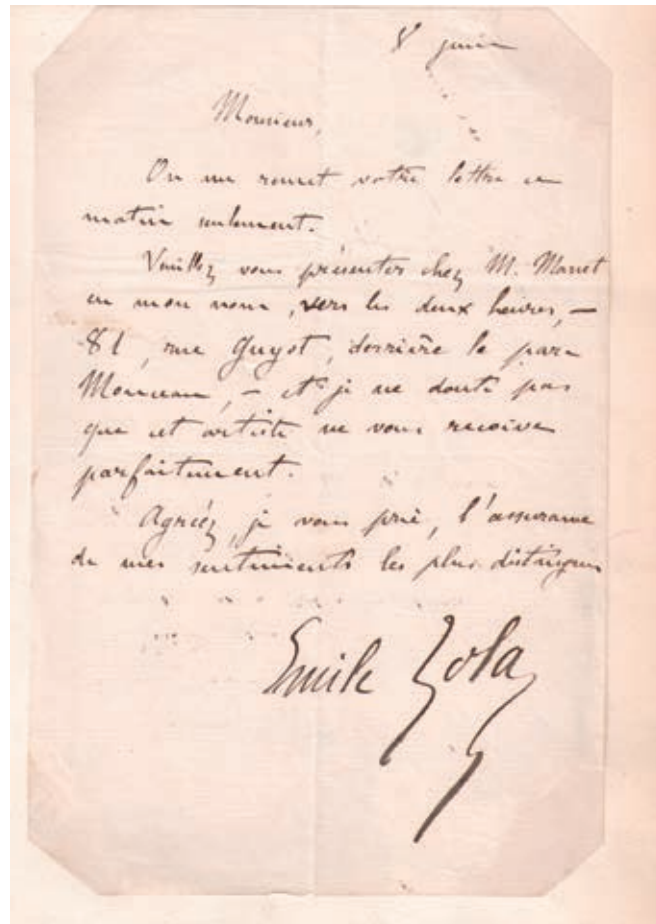 8 juin
Monsieur,
On me remet votre lettre ce
matin seulement.
Veuillez vous présenter chez M. Manet
en mon nom, vers les deux heures, —
81, rue Guyot, derrière le parc
Monceau, — et je ne doute pas
que cet artiste ne vous reçoive
parfaitement.
Agréez, je vous prie, l'assurance
de mes sentiments les plus distingués
Emile Zola